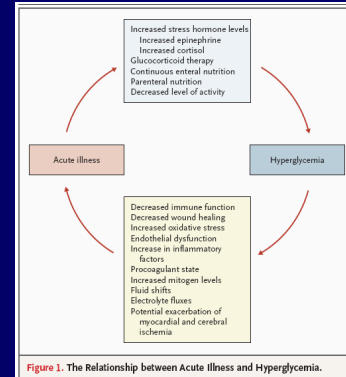 Increased stress hormone levels
Increased epinephrine
Increased cortisol
Glucocorticoid therapy
Continuous enteral nutrition
Parenteral nutrition
Decreased level of activity
Acute illness
Hyperglycemia
Decreased immune function
Decreased wound healing
Increased oxidative stress
Endothelial dysfunction
Increase in inflammatory
factors
Procoagulant state
Increased mitogen levels
Fluid shifts
Electrolyte fluxes
Potential exacerbation of
myocardial and cerebral
ischemia
Figure 1. The Relationship between Acute Illness and Hyperglycemia.